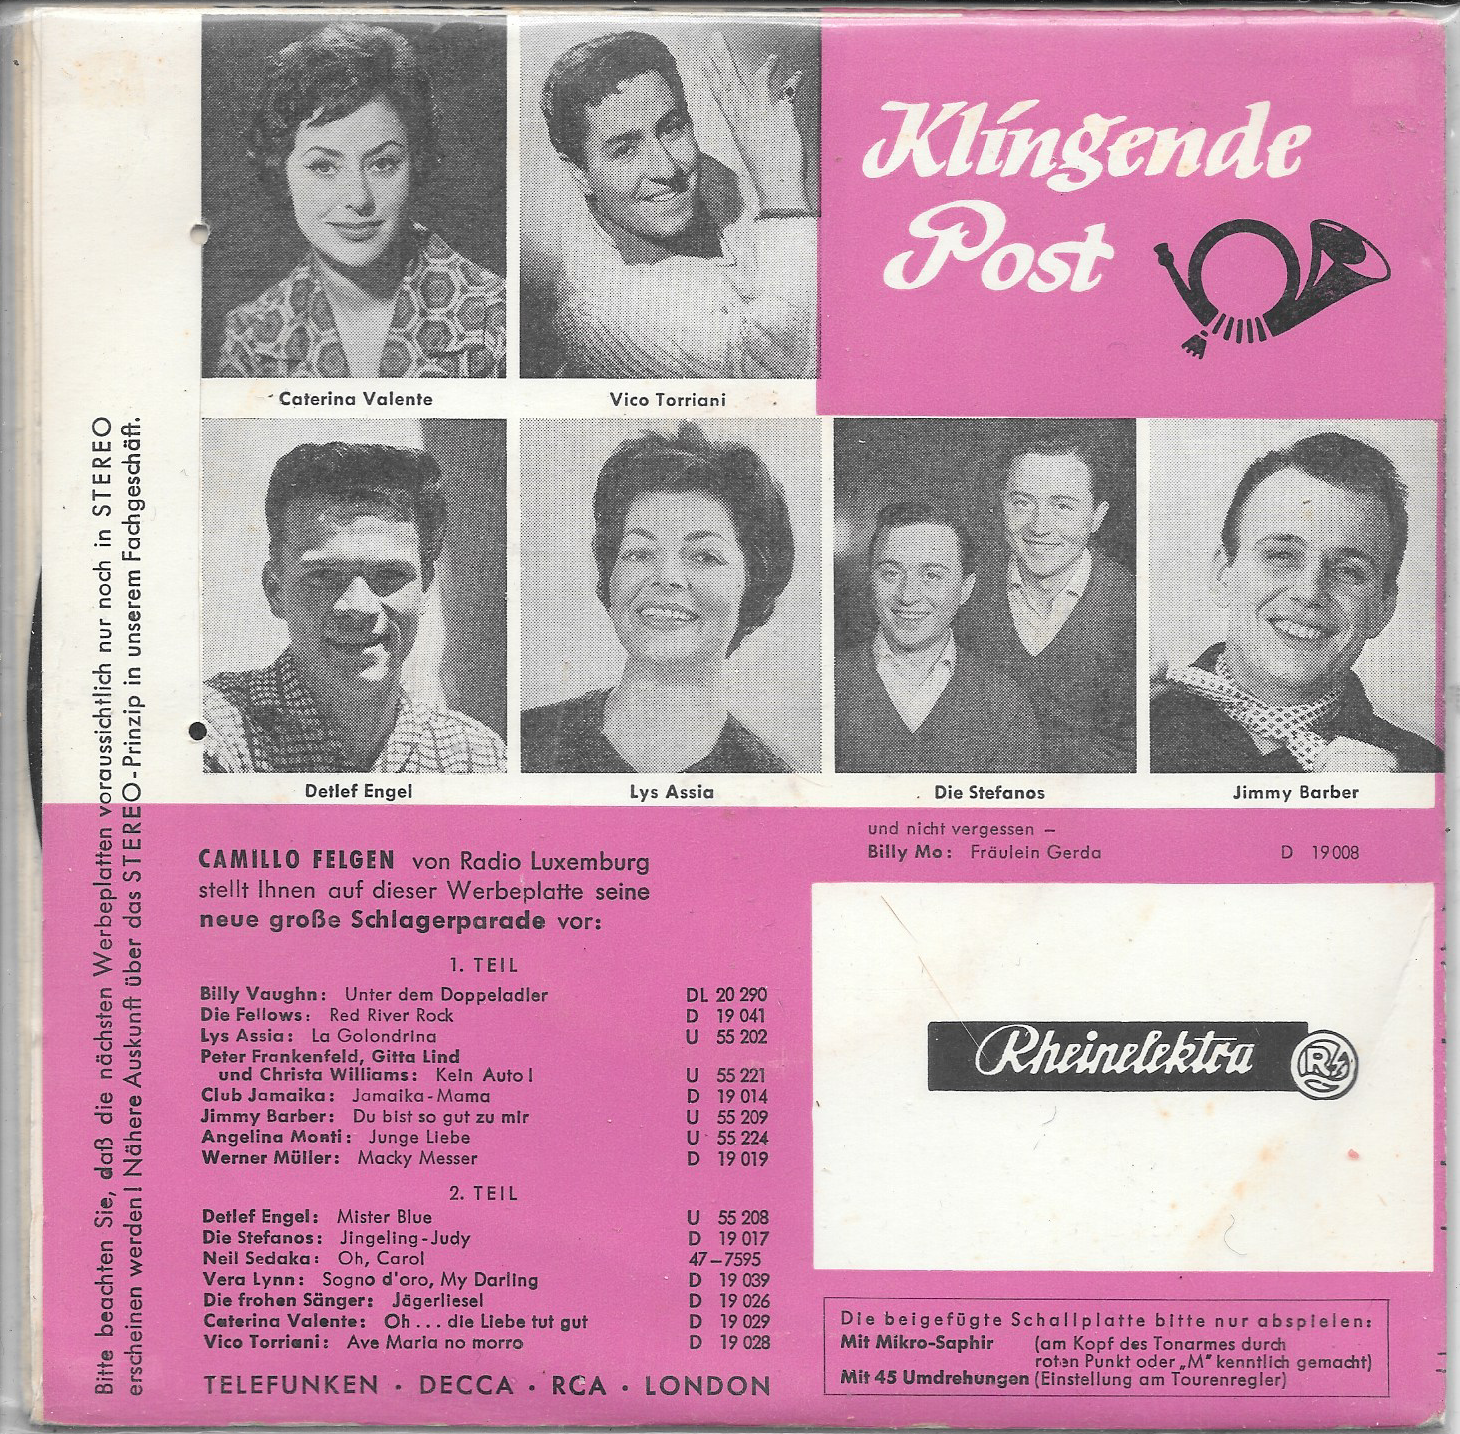 Klingende
Post
Caterina Valente
Vico Torriani
Detlef Engel
Lys Assia
Die Stefanos
Jimmy Barber
Bitte beachten Sie, daß die nächsten Werbeplatten voraussichtlich nur noch in STEREO
erscheinen werden! Nähere Auskunft über das STEREO-Prinzip in unserem Fachgeschäft.
CAMILLO FELGEN von Radio Luxemburg
stellt Ihnen auf dieser Werbeplatte seine
neue große Schlagerparade vor:
1. TEIL
Billy Vaughn: Unter dem Doppeladler DL 20 290
Die Fellows: Red River Rock D 19 041
Lys Assia: La Golondrina U 55 202
Peter Frankenfeld, Gitta Lind
und Christa Williams: Kein Auto! U 55 221
Club Jamaika: Jamaika-Mama D 19 014
Jimmy Barber: Du bist so gut zu mir U 55 209
Angelina Monti: Junge Liebe U 55 224
Werner Müller: Macky Messer D 19 019
2. TEIL
Detlef Engel: Mister Blue U 55 208
Die Stefanos: Jingeling-Judy D 19 017
Neil Sedaka: Oh, Carol 47–7595
Vera Lynn: Sogno d'oro, My Darling D 19 039
Die frohen Sänger: Jägerliesel D 19 026
Caterina Valente: Oh ... die Liebe tut gut D 19 029
Vico Torriani: Ave Maria no morro D 19 028
TELEFUNKEN · DECCA · RCA · LONDON
und nicht vergessen –
Billy Mo: Fräulein Gerda D 19 008
Rheinelektra
R
Die beigefügte Schallplatte bitte nur abspielen:
Mit Mikro-Saphir (am Kopf des Tonarmes durch
roten Punkt oder „M" kenntlich gemacht)
Mit 45 Umdrehungen (Einstellung am Tourenregler)